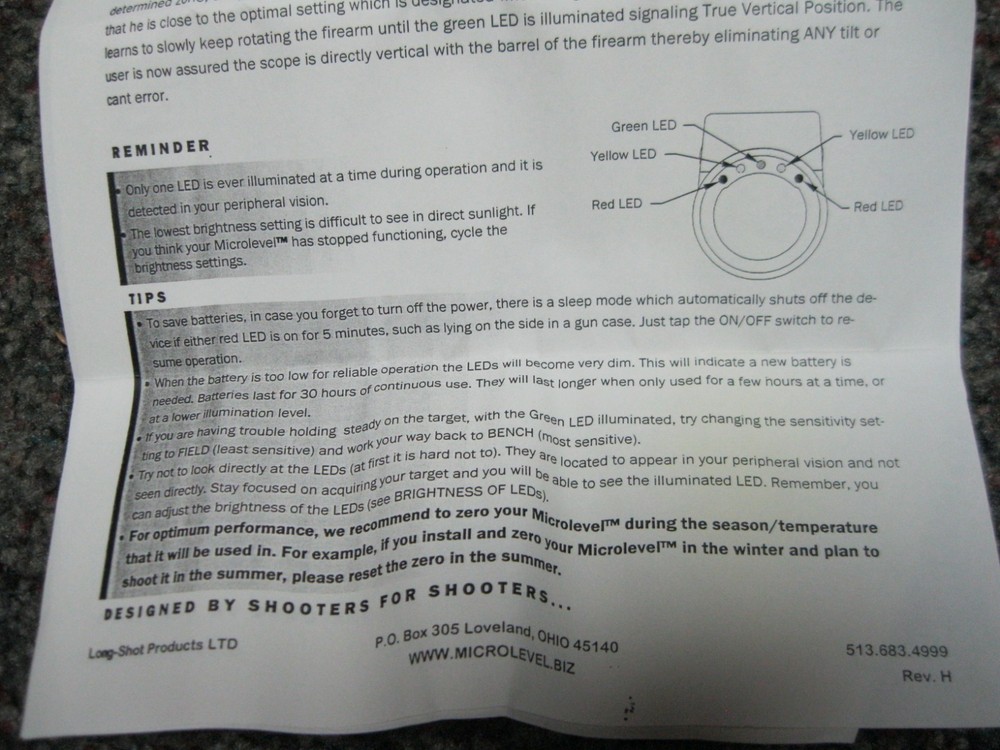 determined zone,
that he is close to the optimal setting which is
learns to slowly keep rotating the firearm until the green LED is illuminated signaling True Vertical Position. The
user is now assured the scope is directly vertical with the barrel of the firearm thereby eliminating ANY tilt or
cant error.
REMINDER
• Only one LED is ever illuminated at a time during operation and it is
detected in your peripheral vision.
• The lowest brightness setting is difficult to see in direct sunlight. If
you think your Microlevel™ has stopped functioning, cycle the
brightness settings.
Green LED
Yellow LED
Yellow LED
Red LED
Red LED
TIPS
• To save batteries, in case you forget to turn off the power, there is a sleep mode which automatically shuts off the de-
vice if either red LED is on for 5 minutes, such as lying on the side in a gun case. Just tap the ON/OFF switch to re-
sume operation.
• When the battery is too low for reliable operation the LEDs will become very dim. This will indicate a new battery is
needed. Batteries last for 30 hours of continuous use. They will last longer when only used for a few hours at a time, or
at a lower illumination level.
• If you are having trouble holding steady on the target, with the Green LED illuminated, try changing the sensitivity set-
ting to FIELD (least sensitive) and work your way back to BENCH (most sensitive).
• Try not to look directly at the LEDs (at first it is hard not to). They are located to appear in your peripheral vision and not
seen directly. Stay focused on acquiring your target and you will be able to see the illuminated LED. Remember, you
can adjust the brightness of the LEDs (see BRIGHTNESS OF LEDs).
• For optimum performance, we recommend to zero your Microlevel™ during the season/temperature
that it will be used in. For example, if you install and zero your Microlevel™ in the winter and plan to
shoot it in the summer, please reset the zero in the summer.
DESIGNED BY SHOOTERS FOR SHOOTERS...
Long-Shot Products LTD
P.O. Box 305 Loveland, OHIO 45140
WWW.MICROLEVEL.BIZ
513.683.4999
Rev. H